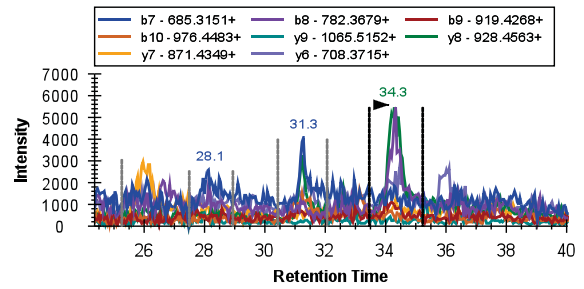 b7 - 685.3151+ b8 - 782.3679+ b9 - 919.4268+
b10 - 976.4483+ y9 - 1065.5152+ y8 - 928.4563+
y7 - 871.4349+ y6 - 708.3715+
7000
6000
5000
4000
3000
2000
1000
0
Intensity
28.1
31.3
34.3
26 28 30 32 34 36 38 40
Retention Time